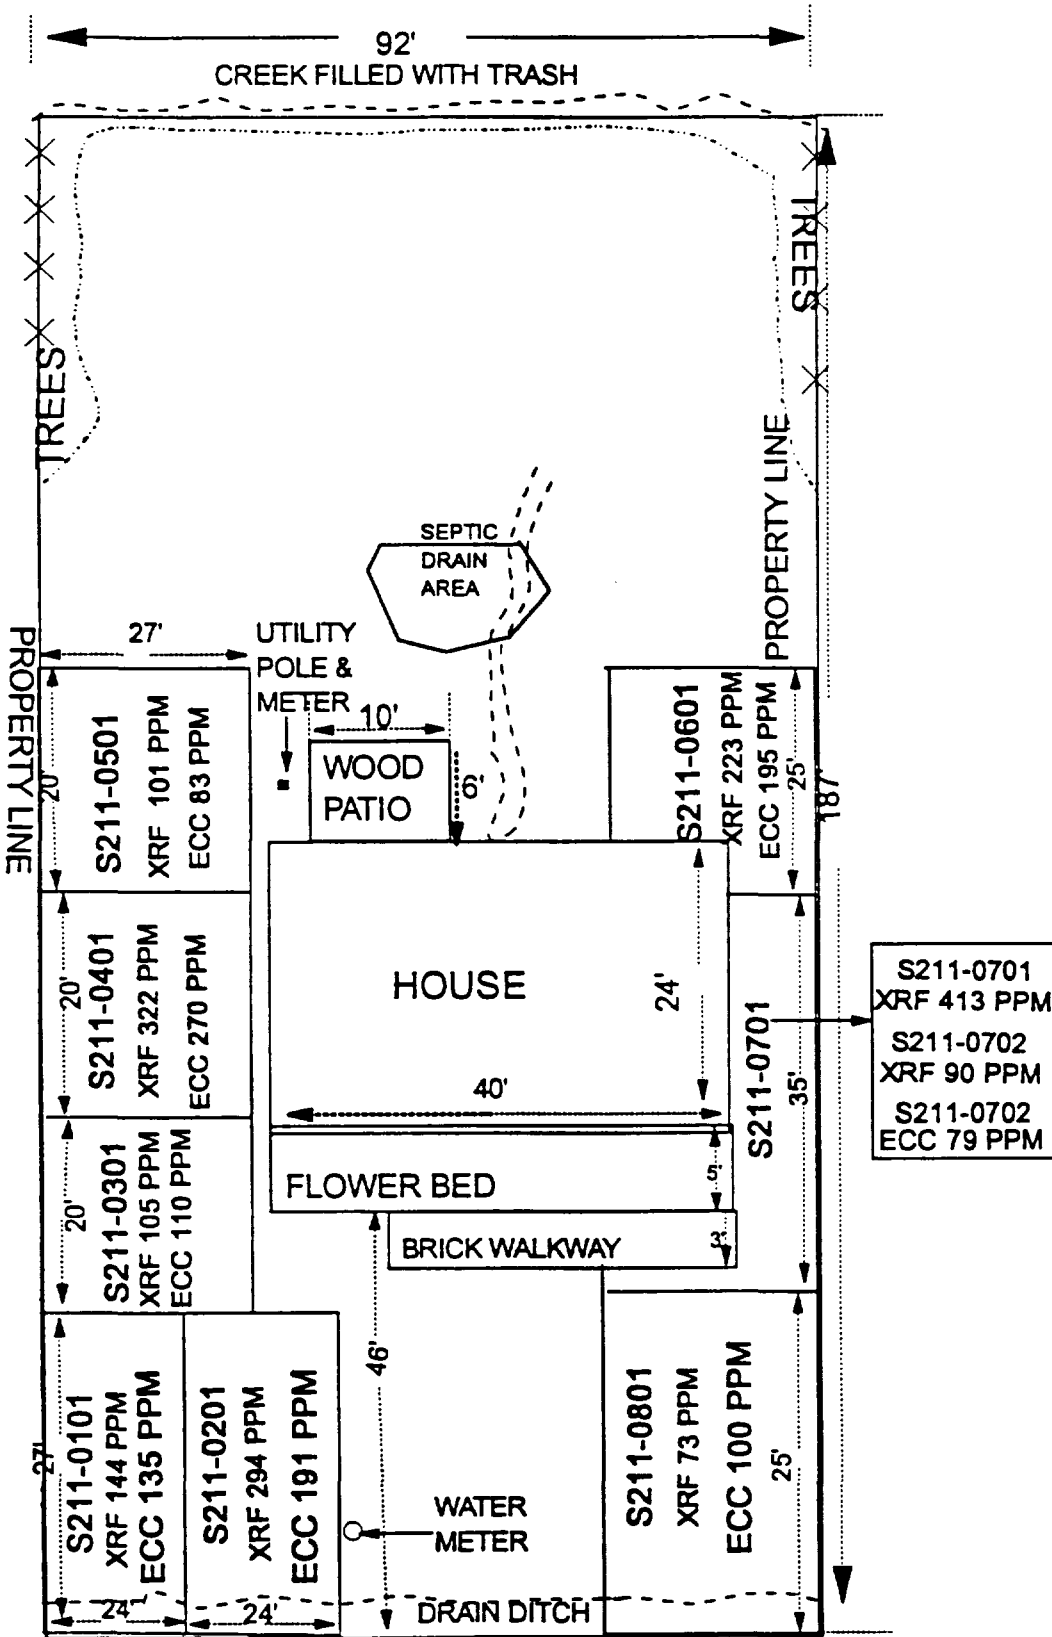 92'
CREEK FILLED WITH TRASH
TREES
TREES
PROPERTY LINE
SEPTIC
DRAIN
AREA
PROPERTY LINE
27'
UTILITY
POLE &
METER
10'
WOOD
PATIO
6'
20'
S211-0501
XRF 101 PPM
ECC 83 PPM
S211-0601
XRF 223 PPM
ECC 195 PPM
25'
187'
20'
S211-0401
XRF 322 PPM
ECC 270 PPM
HOUSE
24'
40'
S211-0701
35'
S211-0701
XRF 413 PPM
S211-0702
XRF 90 PPM
S211-0702
ECC 79 PPM
20'
S211-0301
XRF 105 PPM
ECC 110 PPM
FLOWER BED
5'
BRICK WALKWAY
3'
46'
27'
S211-0101
XRF 144 PPM
ECC 135 PPM
S211-0201
XRF 294 PPM
ECC 191 PPM
WATER
METER
S211-0801
XRF 73 PPM
ECC 100 PPM
25'
24'
24'
DRAIN DITCH